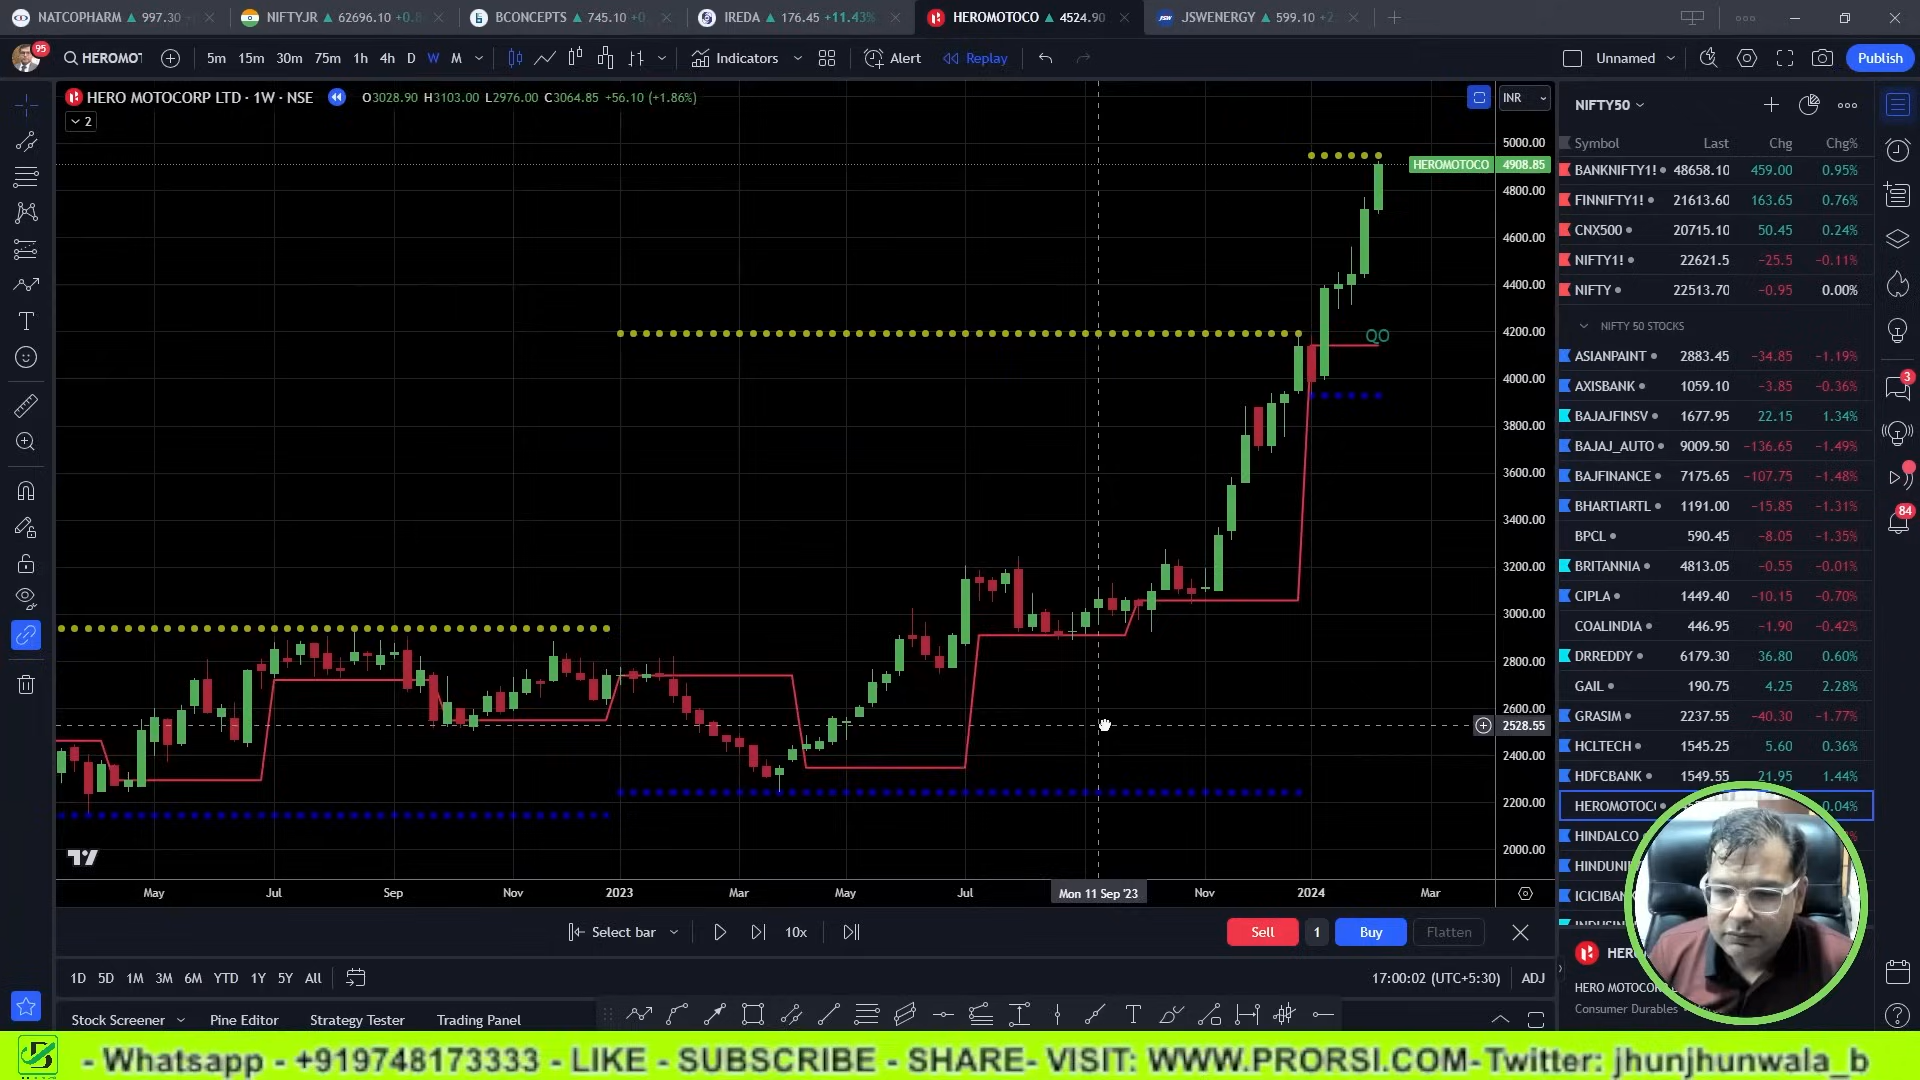 NATCOPHARM ▲ 997.30
NIFTYJR ▲ 62696.10
BCONCEPTS ▲ 745.10
IREDA ▲ 176.45 +11.43%
HEROMOTOCO ▲ 4524.90
JSWENERGY ▲ 599.10
95
HEROMOT
5m 15m 30m 75m 1h 4h D W M
Indicators
Alert
Replay
Unnamed
Publish
HERO MOTOCORP LTD · 1W · NSE
O3028.90 H3103.00 L2976.00 C3064.85 +56.10 (+1.86%)
2
INR
5000.00
HEROMOTOCO 4908.85
4800.00
4600.00
4400.00
4200.00
QO
4000.00
3800.00
3600.00
3400.00
3200.00
3000.00
2800.00
2600.00
2528.55
2400.00
2200.00
2000.00
May Jul Sep Nov 2023 Mar May Jul Mon 11 Sep '23 Nov 2024 Mar
Select bar
10x
Sell 1 Buy Flatten
1D 5D 1M 3M 6M YTD 1Y 5Y All
17:00:02 (UTC+5:30) ADJ
Stock Screener Pine Editor Strategy Tester Trading Panel
NIFTY50
Symbol Last Chg Chg%
BANKNIFTY1! 48658.10 459.00 0.95%
FINNIFTY1! 21613.60 163.65 0.76%
CNX500 20715.10 50.45 0.24%
NIFTY1! 22621.5 −25.5 −0.11%
NIFTY 22513.70 −0.95 0.00%
NIFTY 50 STOCKS
ASIANPAINT 2883.45 −34.85 −1.19%
AXISBANK 1059.10 −3.85 −0.36%
BAJAJFINSV 1677.95 22.15 1.34%
BAJAJ_AUTO 9009.50 −136.65 −1.49%
BAJFINANCE 7175.65 −107.75 −1.48%
BHARTIARTL 1191.00 −15.85 −1.31%
BPCL 590.45 −8.05 −1.35%
BRITANNIA 4813.05 −0.55 −0.01%
CIPLA 1449.40 −10.15 −0.70%
COALINDIA 446.95 −1.90 −0.42%
DRREDDY 6179.30 36.80 0.60%
GAIL 190.75 4.25 2.28%
GRASIM 2237.55 −40.30 −1.77%
HCLTECH 1545.25 5.60 0.36%
HDFCBANK 1549.55 21.95 1.44%
HEROMOTOC 0.04%
HINDALCO
HINDUNI
ICICIBAN
HER
HERO MOTOCOR
Consumer Durables
3
84
- Whatsapp - +919748173333 - LIKE - SUBSCRIBE - SHARE- VISIT: WWW.PRORSI.COM-Twitter: jhunjhunwala_b